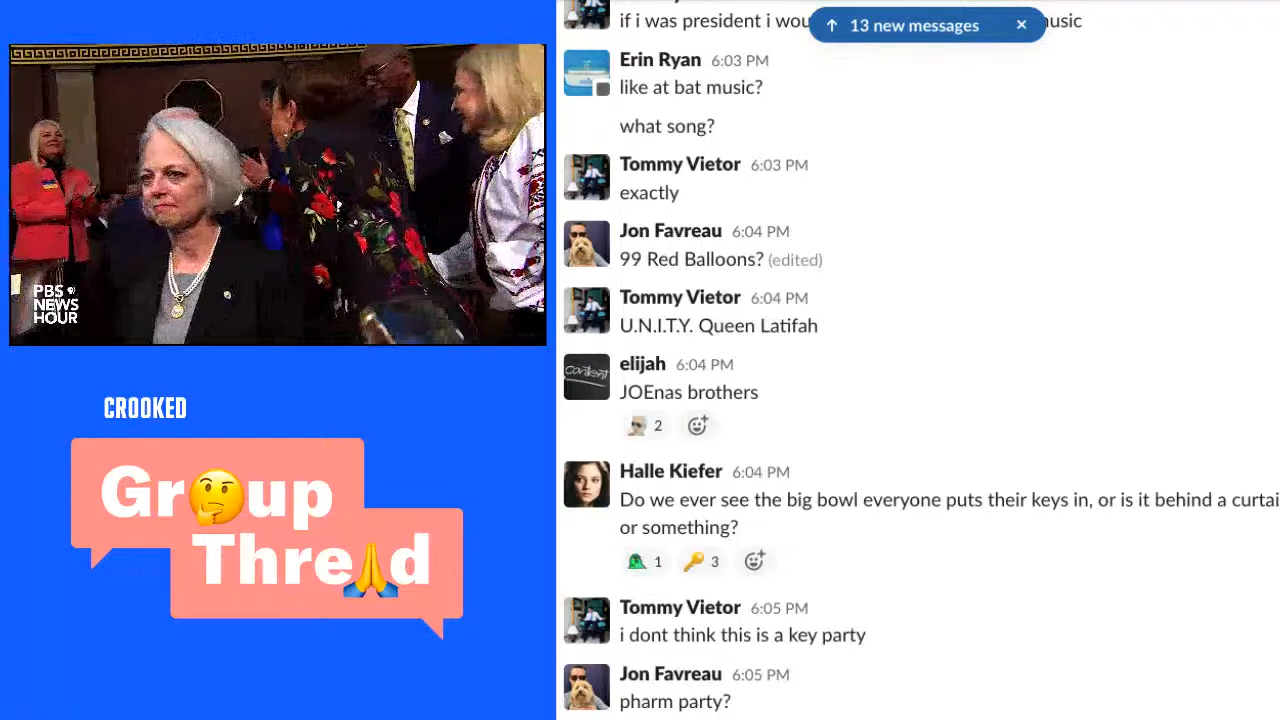 PBS
NEWS
HOUR
CROOKED
Gr🤔up
Thre🙏d
if i was president i wou
usic
↑ 13 new messages ×
Erin Ryan 6:03 PM
like at bat music?
what song?
Tommy Vietor 6:03 PM
exactly
Jon Favreau 6:04 PM
99 Red Balloons? (edited)
Tommy Vietor 6:04 PM
U.N.I.T.Y. Queen Latifah
elijah 6:04 PM
content
JOEnas brothers
2
Halle Kiefer 6:04 PM
Do we ever see the big bowl everyone puts their keys in, or is it behind a curtai
or something?
1 3
Tommy Vietor 6:05 PM
i dont think this is a key party
Jon Favreau 6:05 PM
pharm party?